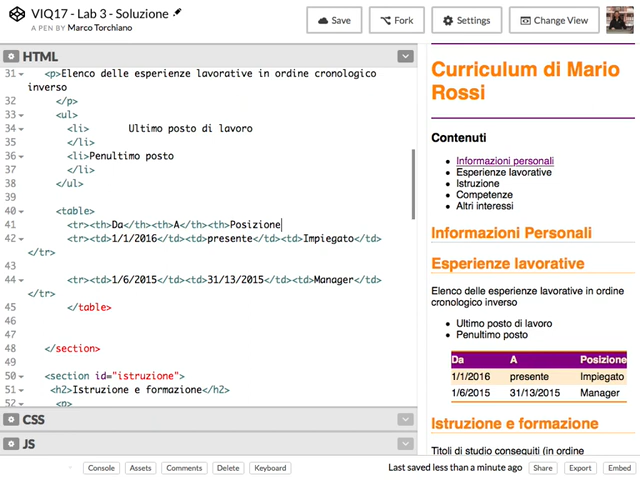 VIQ17 - Lab 3 - Soluzione
A PEN BY Marco Torchiano
Save
Fork
Settings
Change View
HTML
31 <p>Elenco delle esperienze lavorative in ordine cronologico
inverso
32 </p>
33 <ul>
34 <li> Ultimo posto di lavoro
35 </li>
36 <li>Penultimo posto
37 </li>
38 </ul>
39
40 <table>
41 <tr><th>Da</th><th>A</th><th>Posizione
42 <tr><td>1/1/2016</td><td>presente</td><td>Impiegato</td>
</tr>
43
44 <tr><td>1/6/2015</td><td>31/13/2015</td><td>Manager</td>
</tr>
45 </table>
46
47
48 </section>
49
50 <section id="istruzione">
51 <h2>Istruzione e formazione</h2>
52 <p>
CSS
JS
Curriculum di Mario
Rossi
Contenuti
Informazioni personali
Esperienze lavorative
Istruzione
Competenze
Altri interessi
Informazioni Personali
Esperienze lavorative
Elenco delle esperienze lavorative in ordine
cronologico inverso
Ultimo posto di lavoro
Penultimo posto
Da A Posizione
1/1/2016 presente Impiegato
1/6/2015 31/13/2015 Manager
Istruzione e formazione
Titoli di studio conseguiti (in ordine
Console
Assets
Comments
Delete
Keyboard
Last saved less than a minute ago
Share
Export
Embed